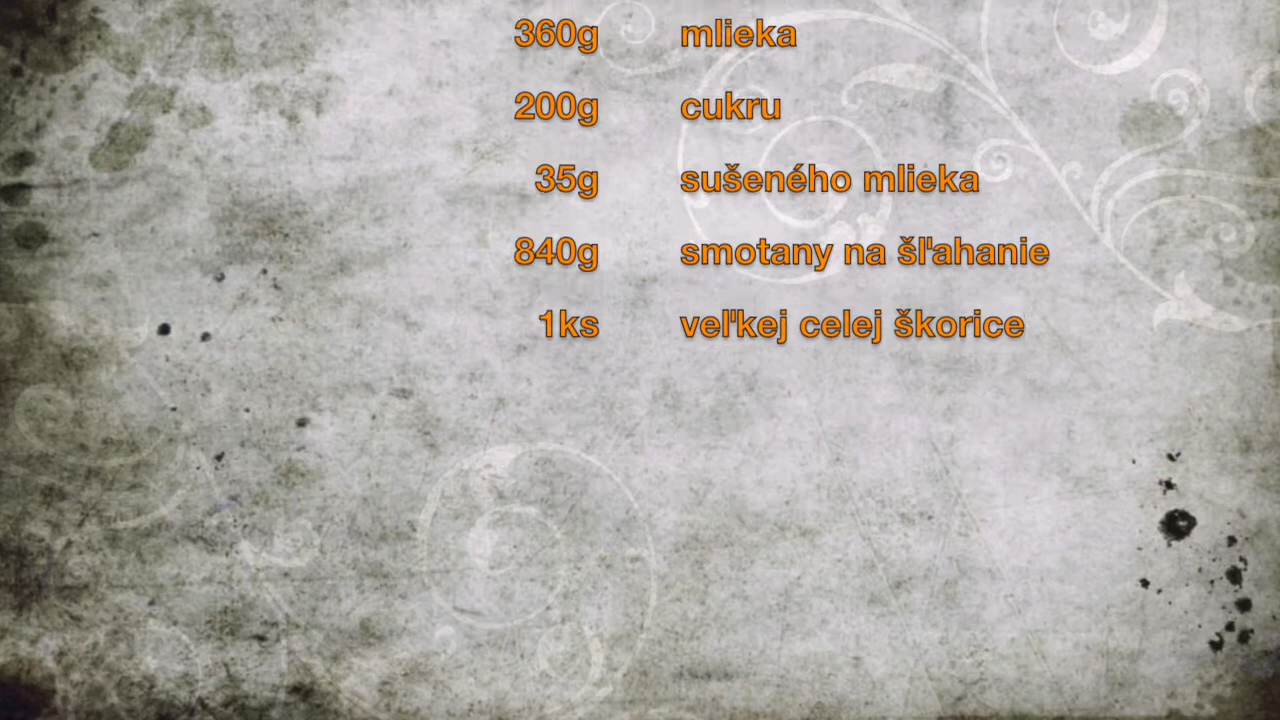 360g mlieka
200g cukru
35g sušeného mlieka
840g smotany na šľahanie
1ks veľkej celej škorice